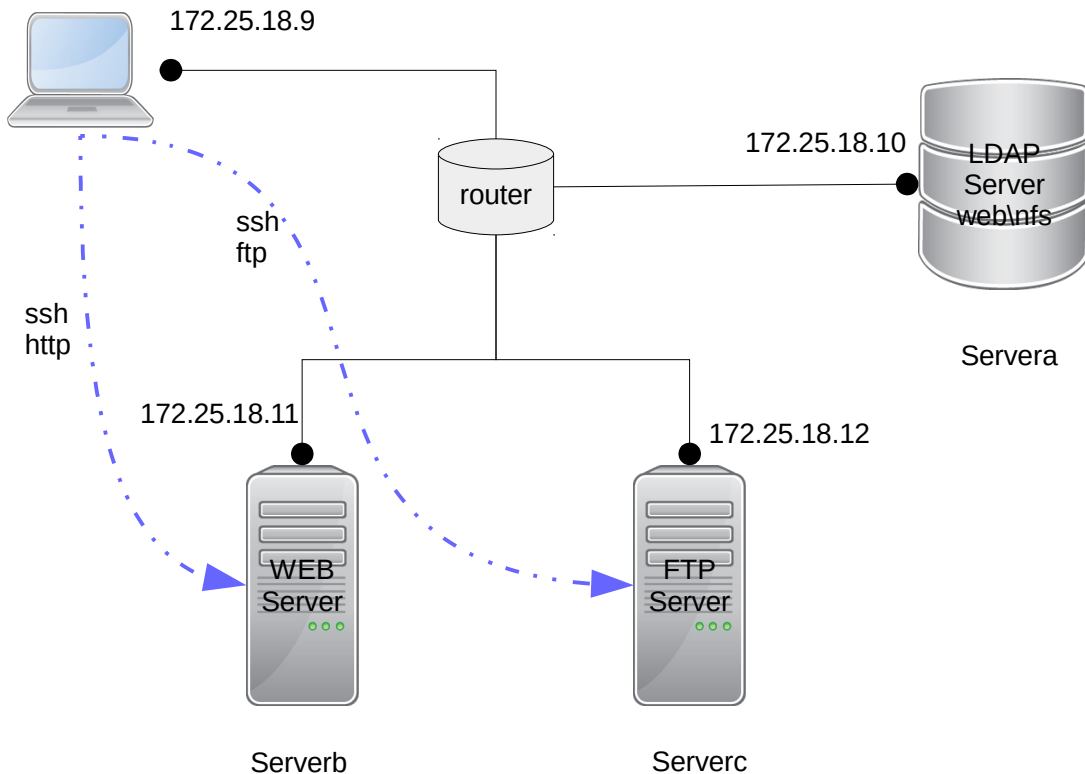 172.25.18.9
172.25.18.10
LDAP
Server
web\nfs
router
ssh
ftp
ssh
http
Servera
172.25.18.11
172.25.18.12
WEB
Server
FTP
Server
Serverb
Serverc